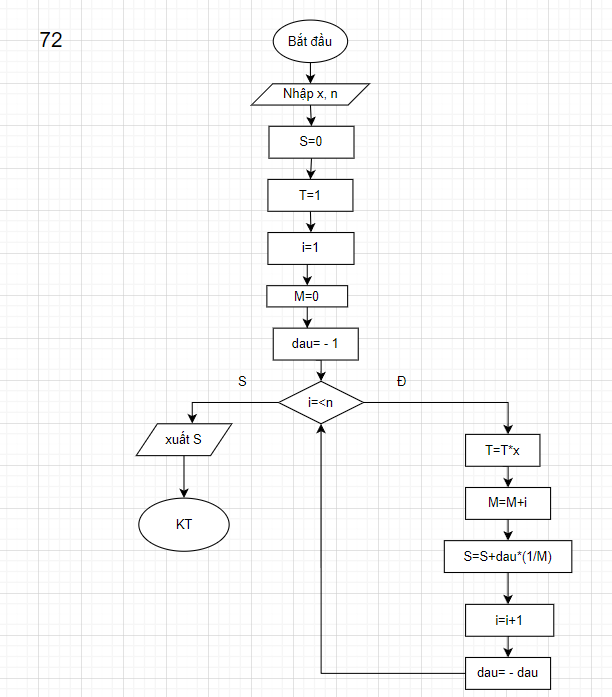 72
Bắt đầu
Nhập x, n
S=0
T=1
i=1
M=0
dau= - 1
S
Đ
i=<n
xuất S
KT
T=T*x
M=M+i
S=S+dau*(1/M)
i=i+1
dau= - dau